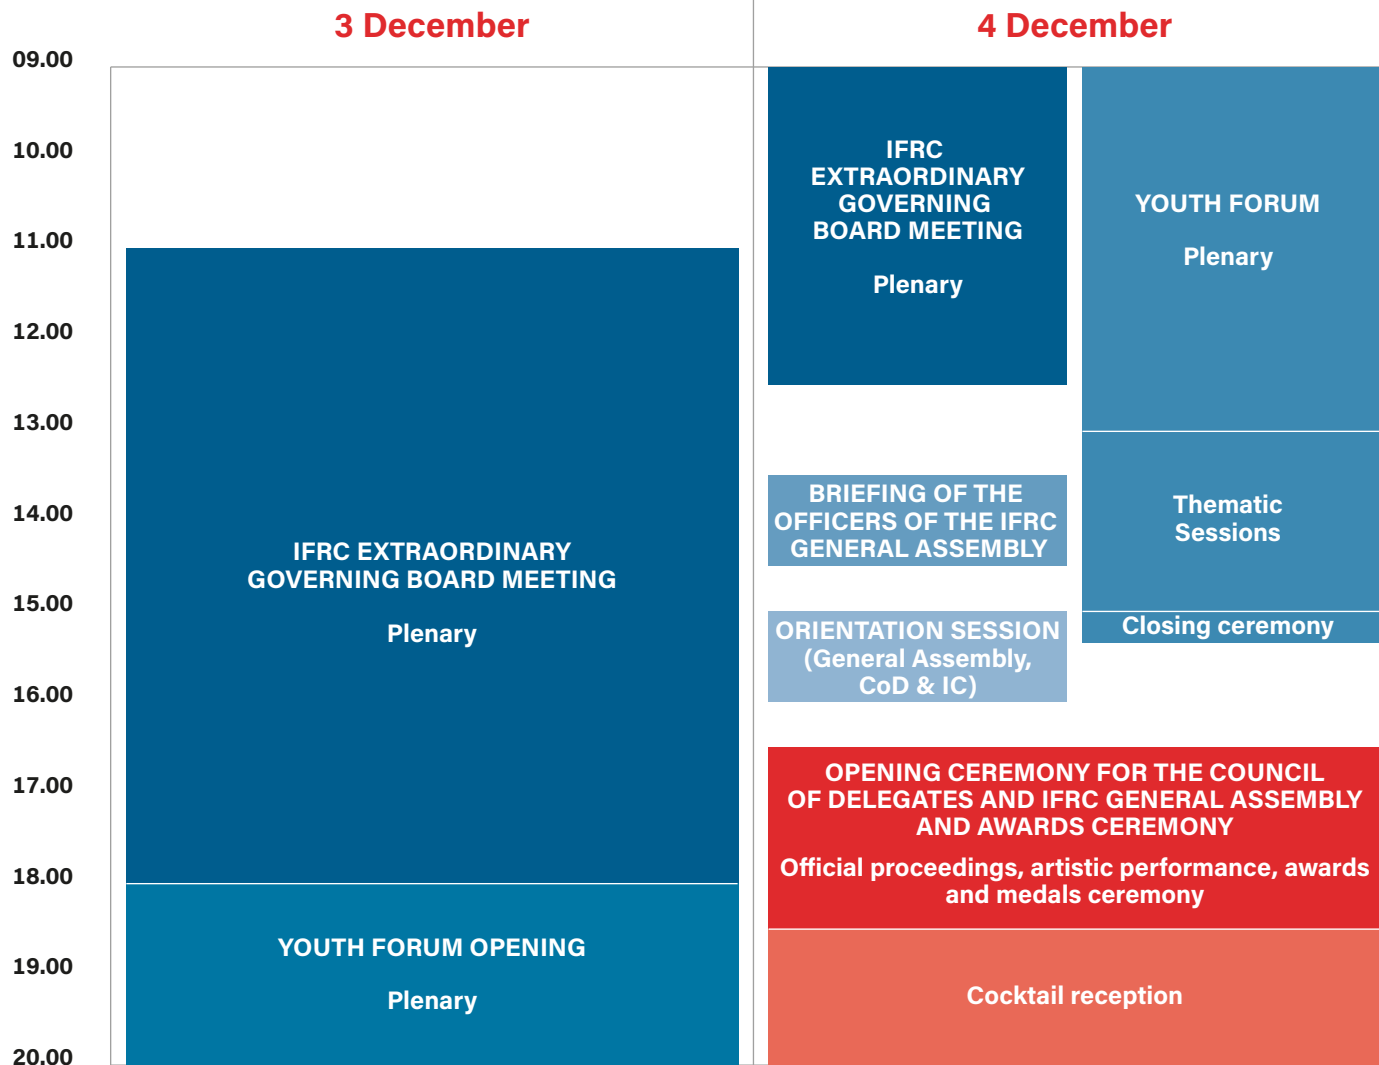 3 December
4 December
09.00
10.00
11.00
12.00
13.00
14.00
15.00
16.00
17.00
18.00
19.00
20.00
IFRC EXTRAORDINARY
GOVERNING BOARD MEETING
Plenary
YOUTH FORUM OPENING
Plenary
IFRC
EXTRAORDINARY
GOVERNING
BOARD MEETING
Plenary
BRIEFING OF THE
OFFICERS OF THE IFRC
GENERAL ASSEMBLY
ORIENTATION SESSION
(General Assembly,
CoD & IC)
YOUTH FORUM
Plenary
Thematic
Sessions
Closing ceremony
OPENING CEREMONY FOR THE COUNCIL
OF DELEGATES AND IFRC GENERAL ASSEMBLY
AND AWARDS CEREMONY
Official proceedings, artistic performance, awards
and medals ceremony
Cocktail reception